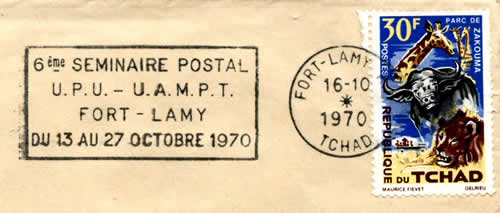 6ème SEMINAIRE POSTAL
U.P.U. - U.A.M.P.T.
FORT - LAMY
DU 13 AU 27 OCTOBRE 1970
FORT-LAMY
16-10
*
1970
TCHAD
30F
POSTES
PARC DE ZAKOUMA
REPUBLIQUE
DU TCHAD
MAURICE FIEVET
DELRIEU